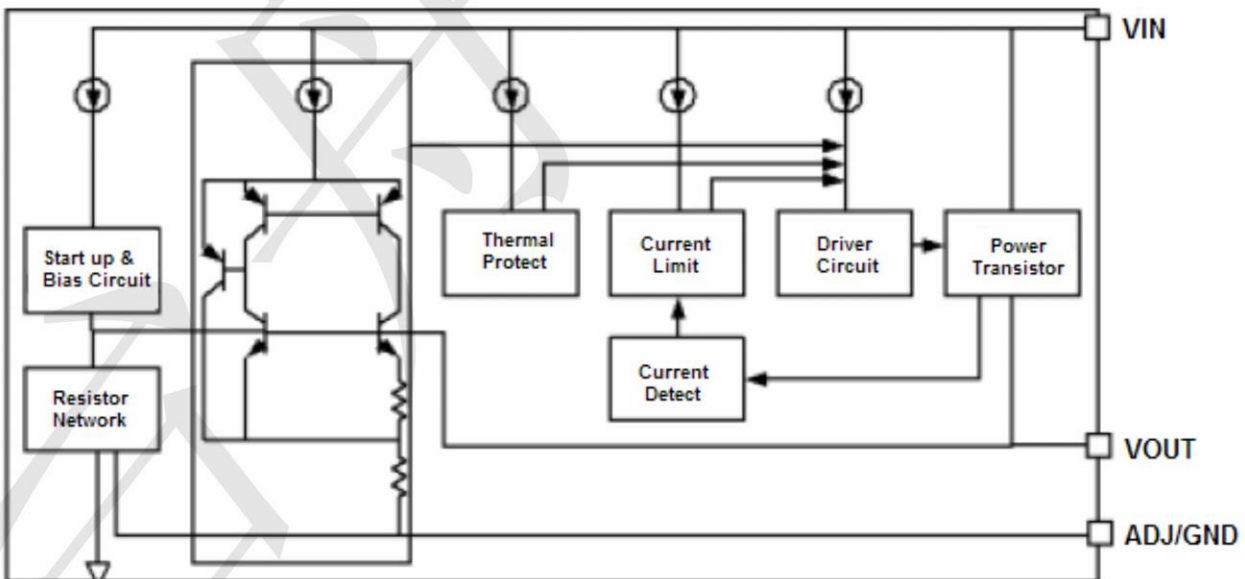 VIN
Start up &
Bias Circuit
Thermal
Protect
Current
Limit
Driver
Circuit
Power
Transistor
Resistor
Network
Current
Detect
VOUT
ADJ/GND